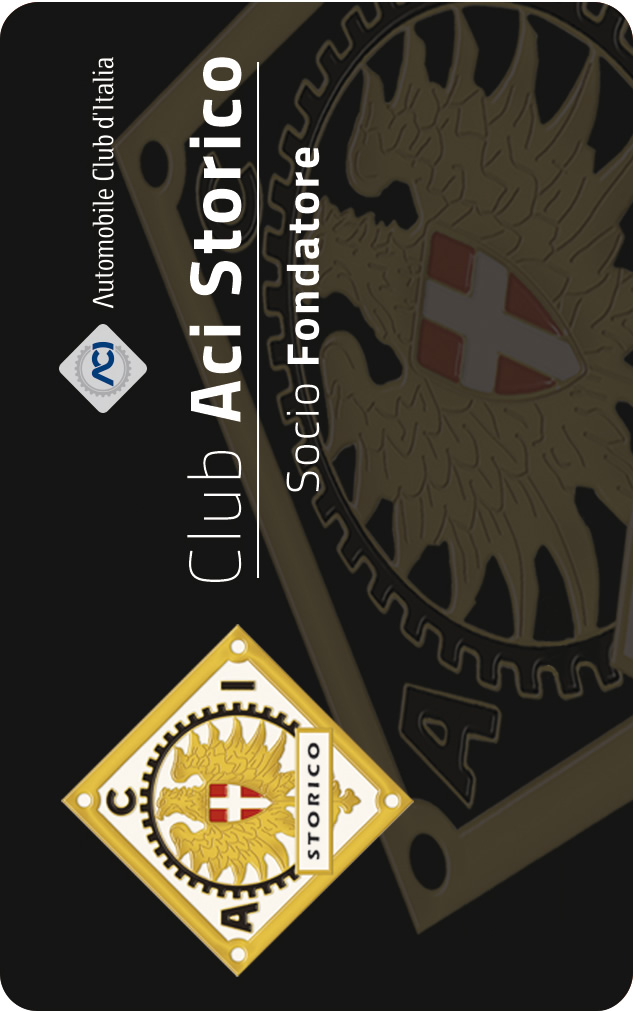 Automobile Club d'Italia
ACI
Club Aci Storico
Socio Fondatore
A C I
STORICO
A